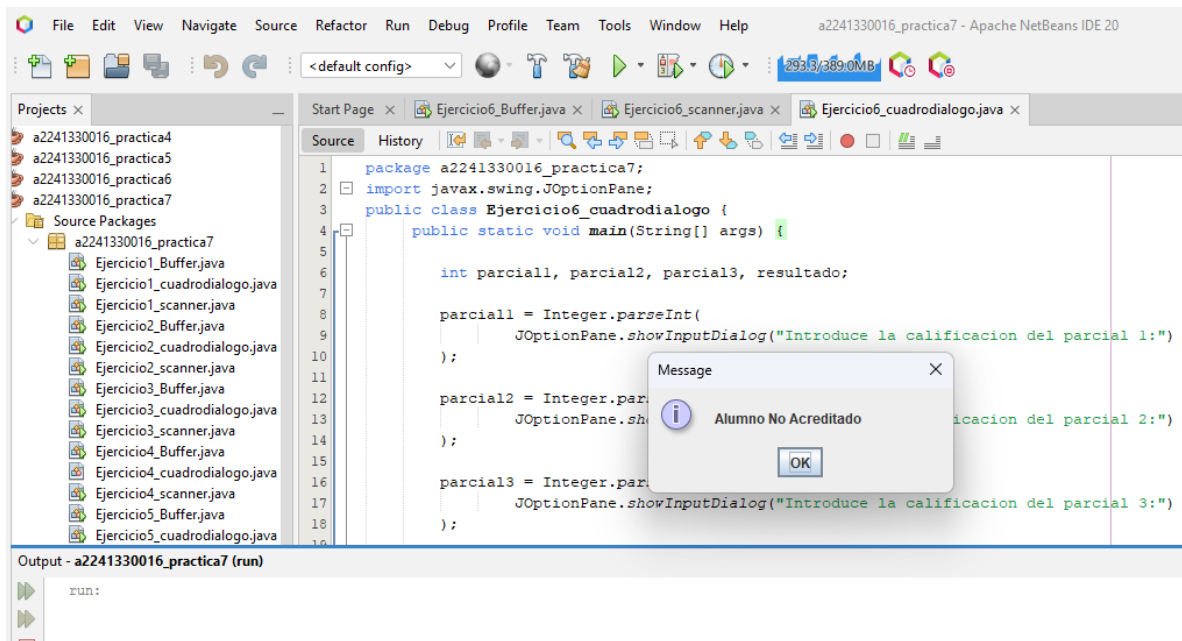 File Edit View Navigate Source Refactor Run Debug Profile Team Tools Window Help a2241330016_practica7 - Apache NetBeans IDE 20
<default config> 293.3/389.0MB
Projects
Start Page Ejercicio6_Buffer.java Ejercicio6_scanner.java Ejercicio6_cuadrodialogo.java
Source History
a2241330016_practica4
a2241330016_practica5
a2241330016_practica6
a2241330016_practica7
Source Packages
a2241330016_practica7
Ejercicio1_Buffer.java
Ejercicio1_cuadrodialogo.java
Ejercicio1_scanner.java
Ejercicio2_Buffer.java
Ejercicio2_cuadrodialogo.java
Ejercicio2_scanner.java
Ejercicio3_Buffer.java
Ejercicio3_cuadrodialogo.java
Ejercicio3_scanner.java
Ejercicio4_Buffer.java
Ejercicio4_cuadrodialogo.java
Ejercicio4_scanner.java
Ejercicio5_Buffer.java
Ejercicio5_cuadrodialogo.java
1 package a2241330016_practica7;
2 import javax.swing.JOptionPane;
3 public class Ejercicio6_cuadrodialogo {
4 public static void main(String[] args) {
5
6 int parcial1, parcial2, parcial3, resultado;
7
8 parcial1 = Integer.parseInt(
9 JOptionPane.showInputDialog("Introduce la calificacion del parcial 1:")
10 );
11
12 parcial2 = Integer.par
13 JOptionPane.sh icacion del parcial 2:")
14 );
15
16 parcial3 = Integer.par
17 JOptionPane.showInputDialog("Introduce la calificacion del parcial 3:")
18 );
Message
Alumno No Acreditado
OK
Output - a2241330016_practica7 (run)
run: